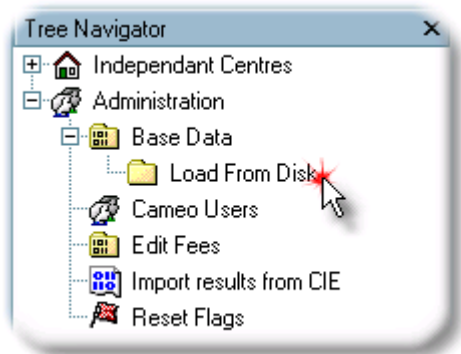 Tree Navigator
Independant Centres
Administration
Base Data
Load From Disk
Cameo Users
Edit Fees
Import results from CIE
Reset Flags